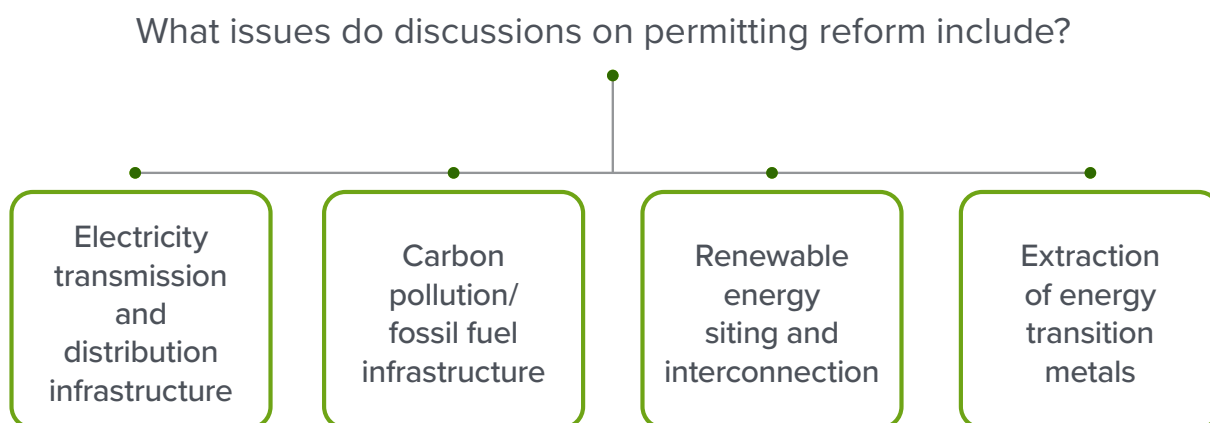 What issues do discussions on permitting reform include?
Electricity
transmission
and
distribution
infrastructure
Carbon
pollution/
fossil fuel
infrastructure
Renewable
energy
siting and
interconnection
Extraction
of energy
transition
metals